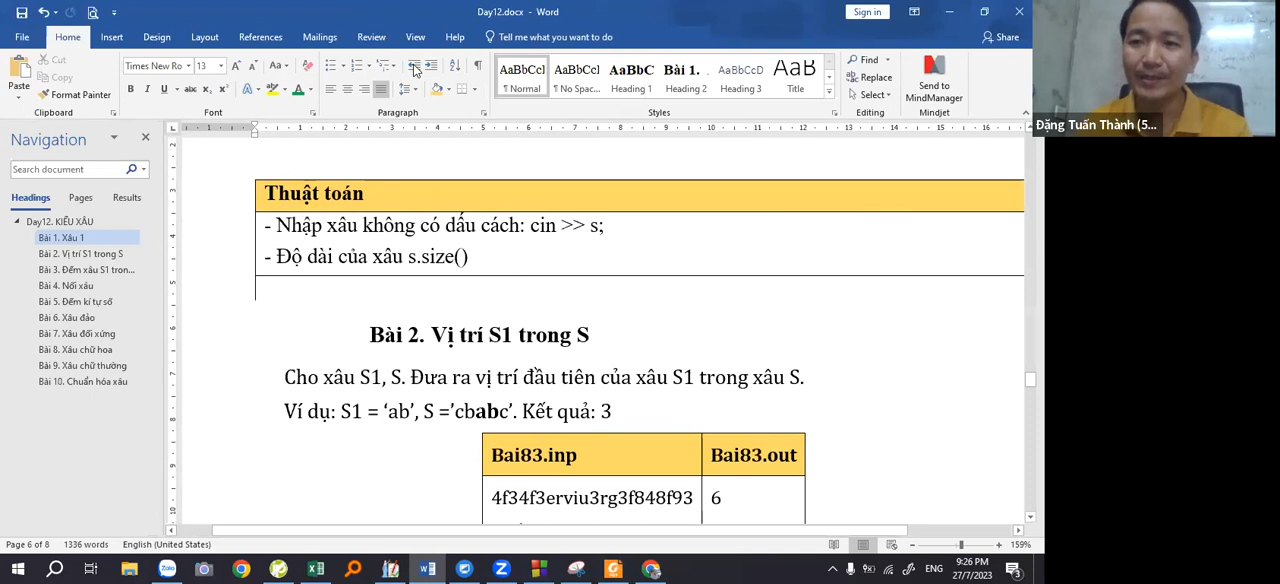 Day12.docx - Word
Sign in
File Home Insert Design Layout References Mailings Review View Help Tell me what you want to do Share
Paste
Cut
Copy
Format Painter
Clipboard
Times New Ro 13
Font
Paragraph
AaBbCcI AaBbCcI AaBbC Bài 1. AaBbCcD AaB
¶ Normal ¶ No Spac... Heading 1 Heading 2 Heading 3 Title
Styles
Find
Replace
Select
Editing
Send to
MindManager
Mindjet
Đặng Tuấn Thành (5...
Navigation
Search document
Headings Pages Results
Day12. KIỂU XÂU
Bài 1. Xâu 1
Bài 2. Vị trí S1 trong S
Bài 3. Đếm xâu S1 tron...
Bài 4. Nối xâu
Bài 5. Đếm kí tự số
Bài 6. Xâu đảo
Bài 7. Xâu đối xứng
Bài 8. Xâu chữ hoa
Bài 9. Xâu chữ thường
Bài 10. Chuẩn hóa xâu
Thuật toán
- Nhập xâu không có dấu cách: cin >> s;
- Độ dài của xâu s.size()
Bài 2. Vị trí S1 trong S
Cho xâu S1, S. Đưa ra vị trí đầu tiên của xâu S1 trong xâu S.
Ví dụ: S1 = ‘ab’, S =’cbabc’. Kết quả: 3
Bai83.inp Bai83.out
4f34f3erviu3rg3f848f93 6
Page 6 of 8 1336 words English (United States)
159%
ENG
9:26 PM
27/7/2023